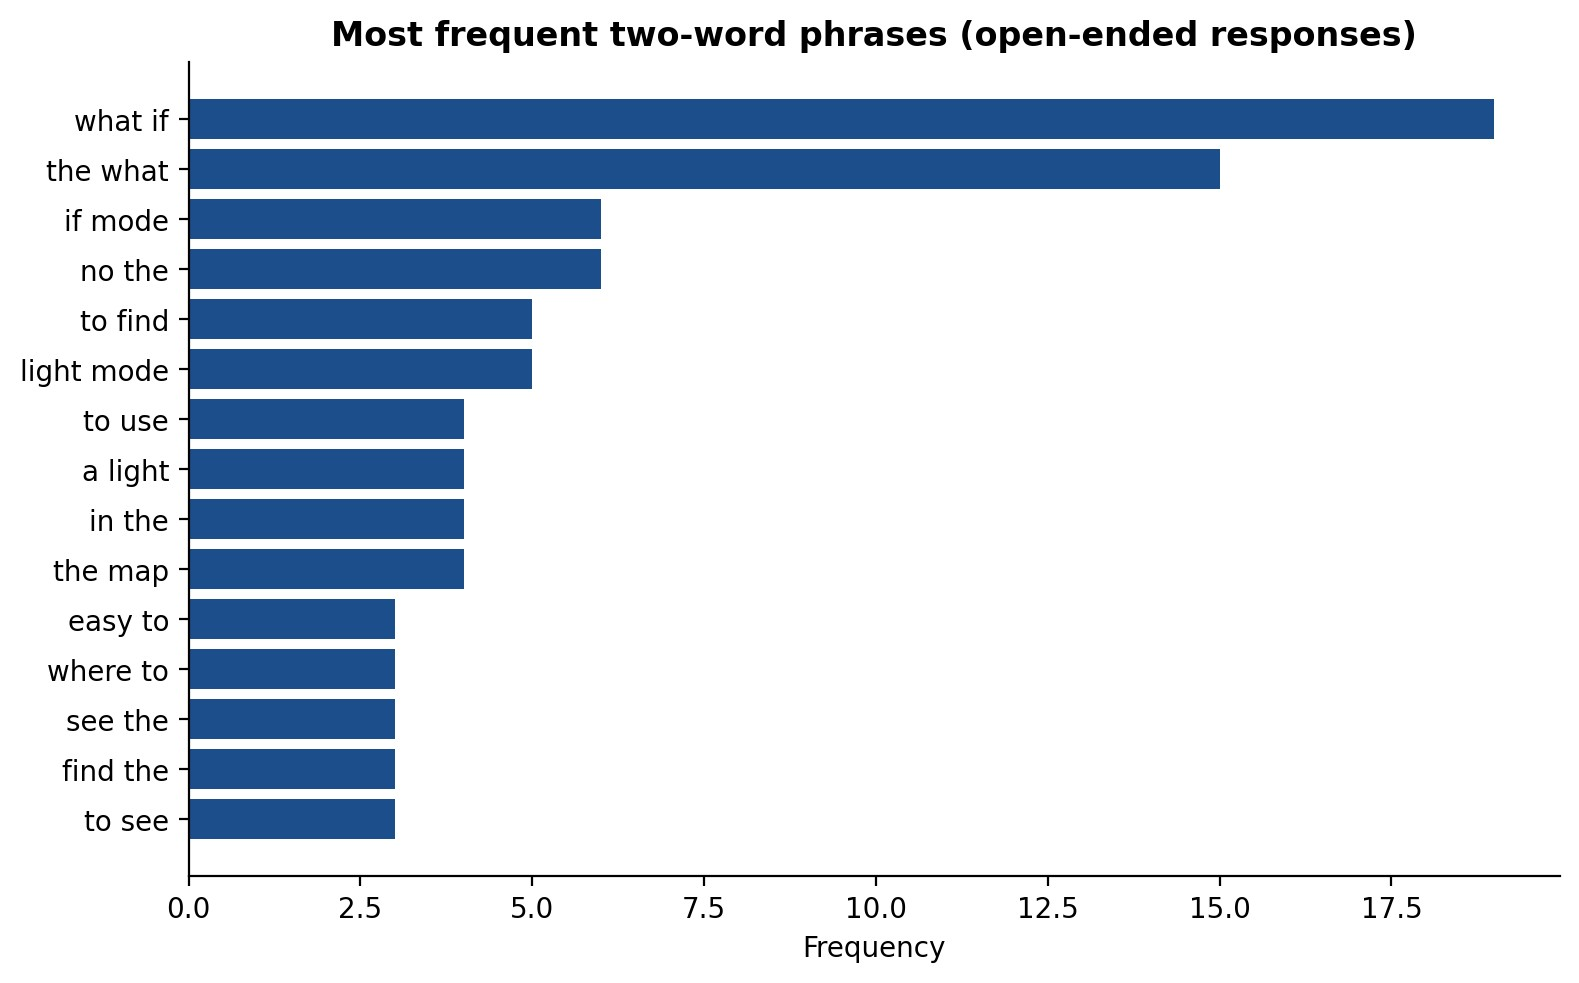 Most frequent two-word phrases (open-ended responses)
what if
the what
if mode
no the
to find
light mode
to use
a light
in the
the map
easy to
where to
see the
find the
to see
0.0 2.5 5.0 7.5 10.0 12.5 15.0 17.5
Frequency